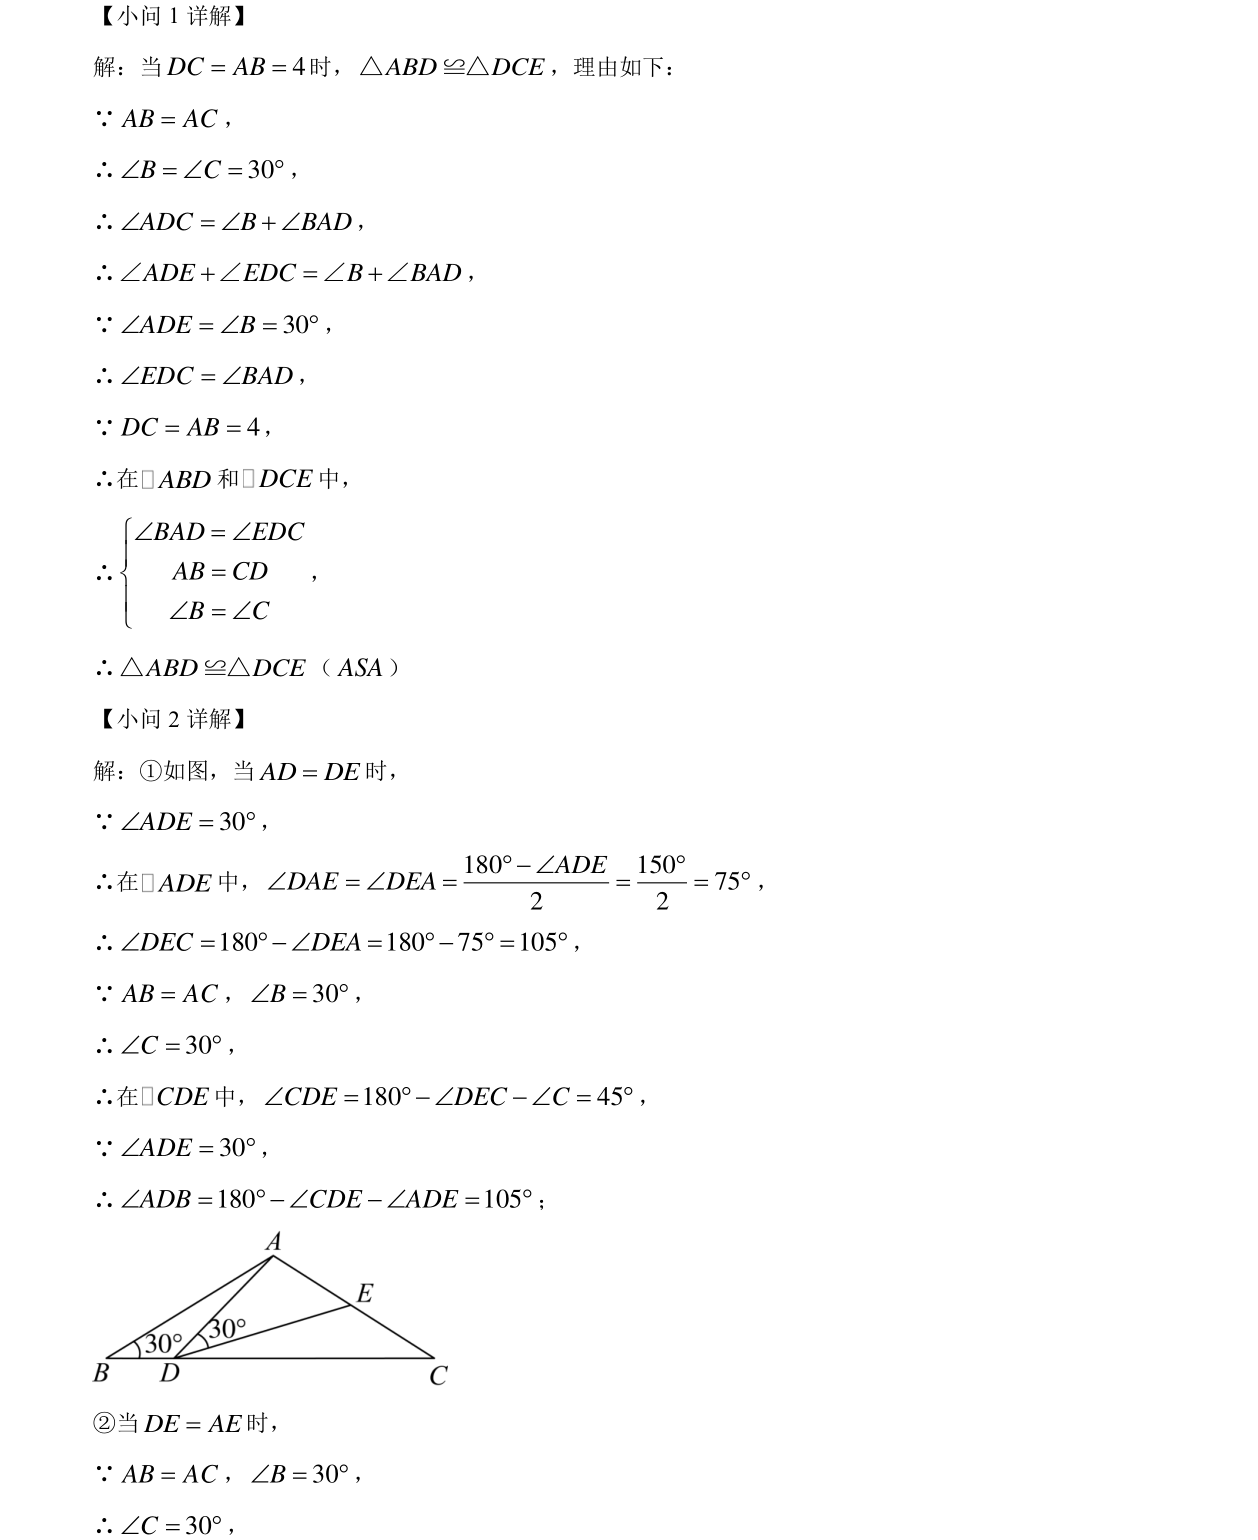 【小问 1 详解】
解：当 DC = AB = 4 时，△ABD ≌ △DCE，理由如下：
∵ AB = AC，
∴ ∠B = ∠C = 30°，
∴ ∠ADC = ∠B + ∠BAD，
∴ ∠ADE + ∠EDC = ∠B + ∠BAD，
∵ ∠ADE = ∠B = 30°，
∴ ∠EDC = ∠BAD，
∵ DC = AB = 4，
∴在□ABD 和□DCE 中，
∠BAD = ∠EDC
∴ { AB = CD ，
∠B = ∠C
∴ △ABD ≌ △DCE（ASA）
【小问 2 详解】
解：①如图，当 AD = DE 时，
∵ ∠ADE = 30°，
∴在□ADE 中，∠DAE = ∠DEA = (180° − ∠ADE)/2 = 150°/2 = 75°，
∴ ∠DEC = 180° − ∠DEA = 180° − 75° = 105°，
∵ AB = AC，∠B = 30°，
∴ ∠C = 30°，
∴在□CDE 中，∠CDE = 180° − ∠DEC − ∠C = 45°，
∵ ∠ADE = 30°，
∴ ∠ADB = 180° − ∠CDE − ∠ADE = 105°；
A
E
30° 30°
B D C
②当 DE = AE 时，
∵ AB = AC，∠B = 30°，
∴ ∠C = 30°，